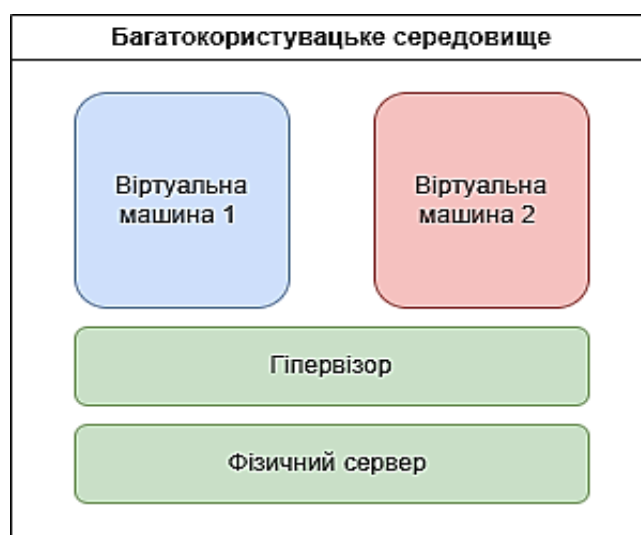 Багатокористувацьке середовище
Віртуальна
машина 1
Віртуальна
машина 2
Гіпервізор
Фізичний сервер